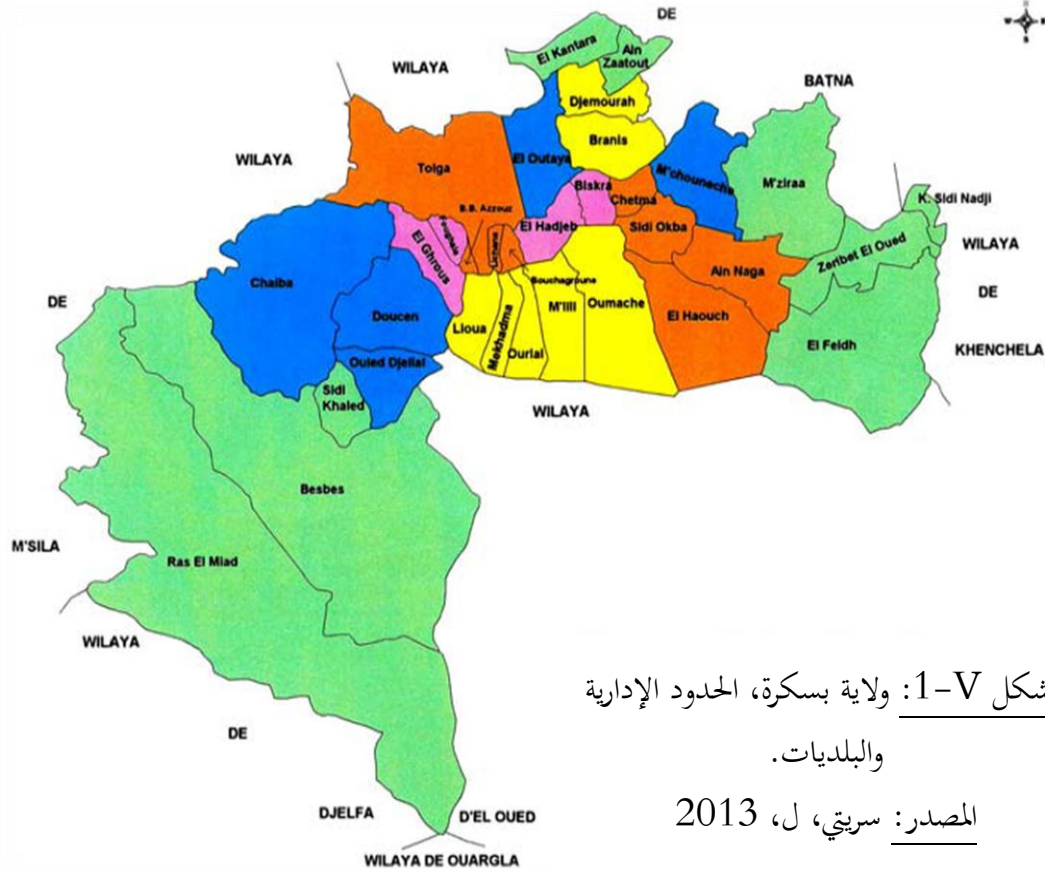 DE
W
E
S
El Kantara
Ain
Zaatout
WILAYA
BATNA
Djemourah
Branis
WILAYA
Tolga
El Outaya
M'chouneche
M'ziraa
Biskra
Chetma
K. Sidi Nadji
B.B. Azzouz
Foughala
El Ghrous
Lichana
El Hadjeb
Sidi Okba
Zeribet El Oued
WILAYA
Ain Naga
Chaiba
Bouchagroune
DE
DE
Doucen
Lioua
Mekhadma
Ourlal
M'lili
Oumache
El Haouch
El Feidh
KHENCHELA
Ouled Djellal
Sidi
Khaled
WILAYA
Besbes
M'SILA
Ras El Miad
WILAYA
شكل V-1: ولاية بسكرة، الحدود الإدارية
والبلديات.
المصدر: سريتي، ل، 2013
DE
DJELFA
D'EL OUED
WILAYA DE OUARGLA